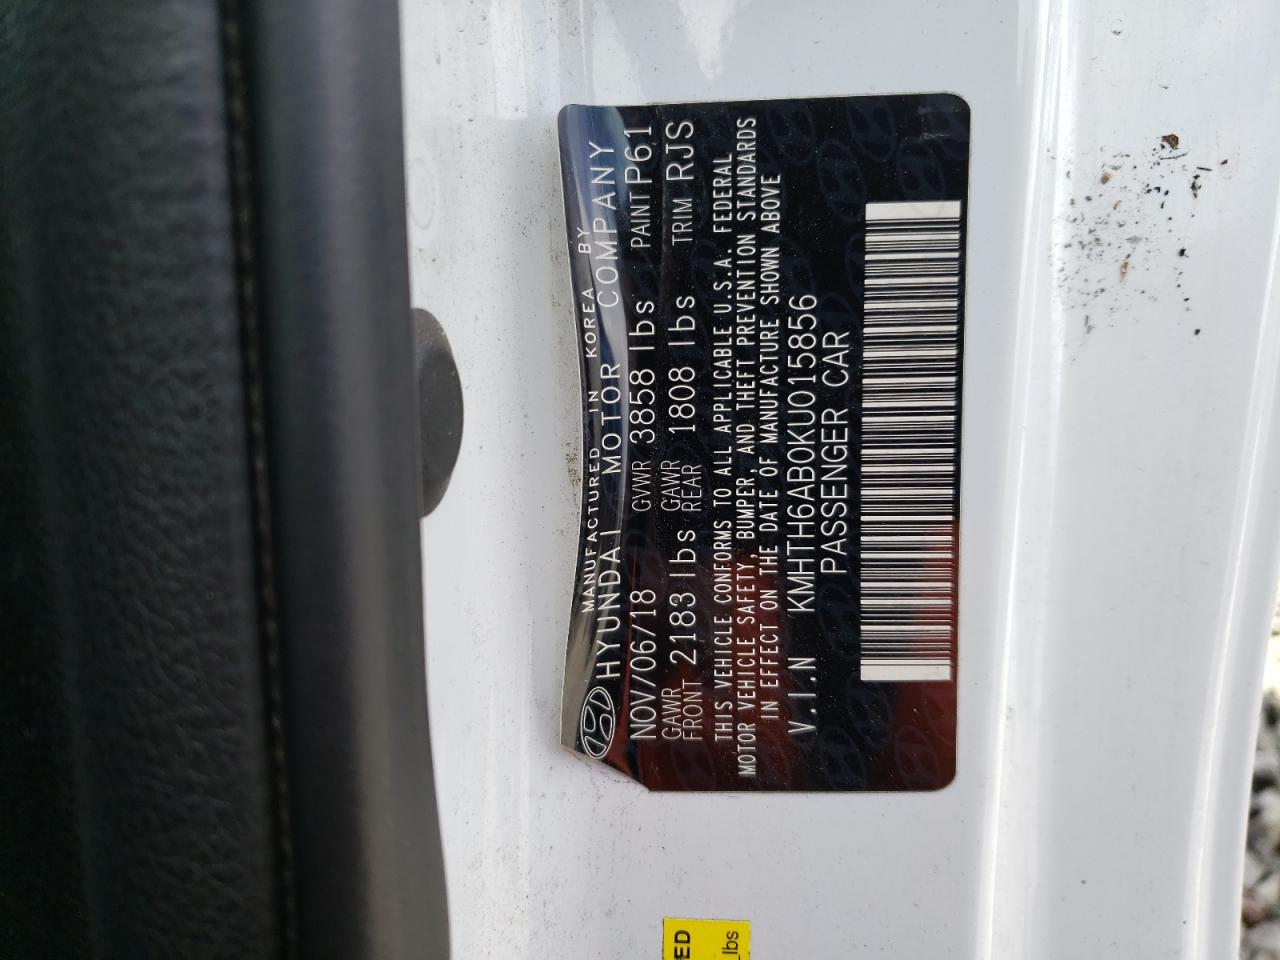 MANUFACTURED IN KOREA BY
HYUNDAI MOTOR COMPANY
NOV/06/18 GVWR 3858 lbs PAINT P61
GAWR FRONT 2183 lbs GAWR REAR 1808 lbs TRIM RJS
THIS VEHICLE CONFORMS TO ALL APPLICABLE U.S.A. FEDERAL
MOTOR VEHICLE SAFETY, BUMPER, AND THEFT PREVENTION STANDARDS
IN EFFECT ON THE DATE OF MANUFACTURE SHOWN ABOVE
V.I.N KMHTH6AB0KU015856
PASSENGER CAR
ED
lbs